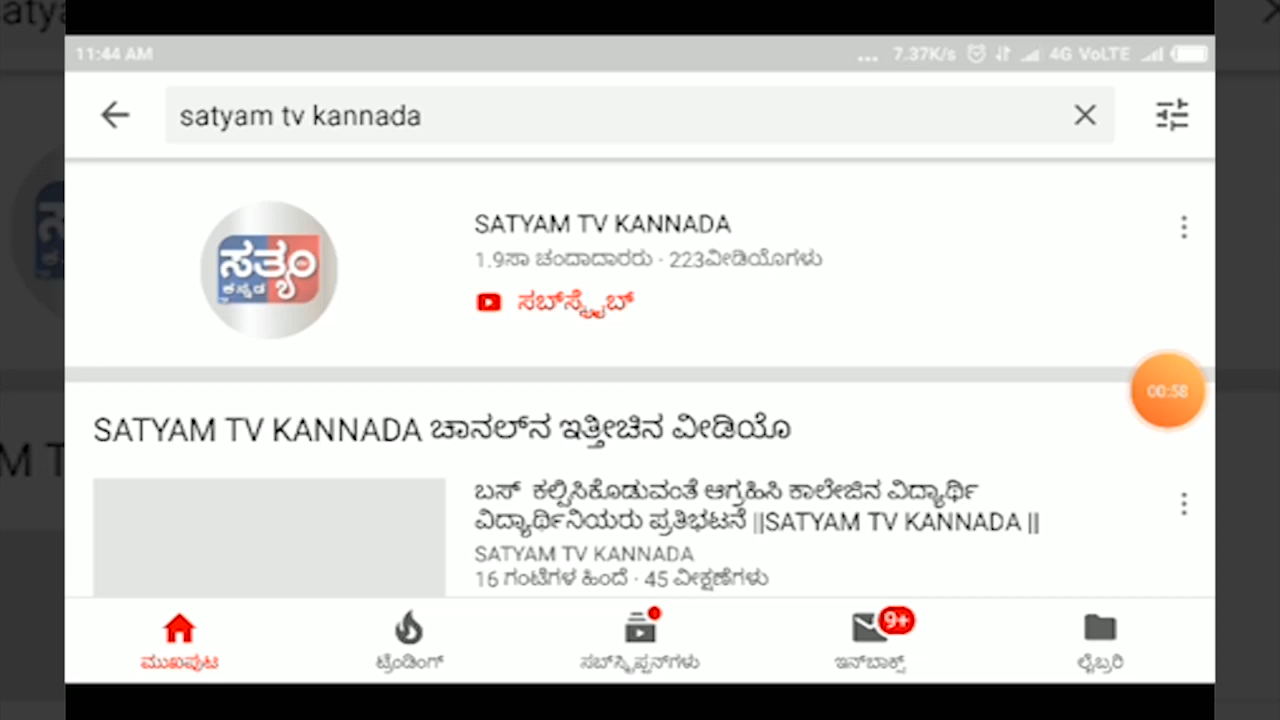 11:44 AM ... 7.37K/s 4G VoLTE
satyam tv kannada
ಸತ್ಯಂ
ಕನ್ನಡ
SATYAM TV KANNADA
1.9ಸಾ ಚಂದಾದಾರರು · 223ವೀಡಿಯೊಗಳು
ಸಬ್‌ಸ್ಕ್ರೈಬ್
00:58
SATYAM TV KANNADA ಚಾನಲ್‌ನ ಇತ್ತೀಚಿನ ವೀಡಿಯೊ
ಬಸ್ ಕಲ್ಪಿಸಿಕೊಡುವಂತೆ ಆಗ್ರಹಿಸಿ ಕಾಲೇಜಿನ ವಿದ್ಯಾರ್ಥಿ
ವಿದ್ಯಾರ್ಥಿನಿಯರು ಪ್ರತಿಭಟನೆ ||SATYAM TV KANNADA ||
SATYAM TV KANNADA
16 ಗಂಟೆಗಳ ಹಿಂದೆ · 45 ವೀಕ್ಷಣೆಗಳು
9+
ಮುಖಪುಟ ಟ್ರೆಂಡಿಂಗ್ ಸಬ್‌ಸ್ಕ್ರಿಪ್ಶನ್‌ಗಳು ಇನ್‌ಬಾಕ್ಸ್ ಲೈಬ್ರರಿ